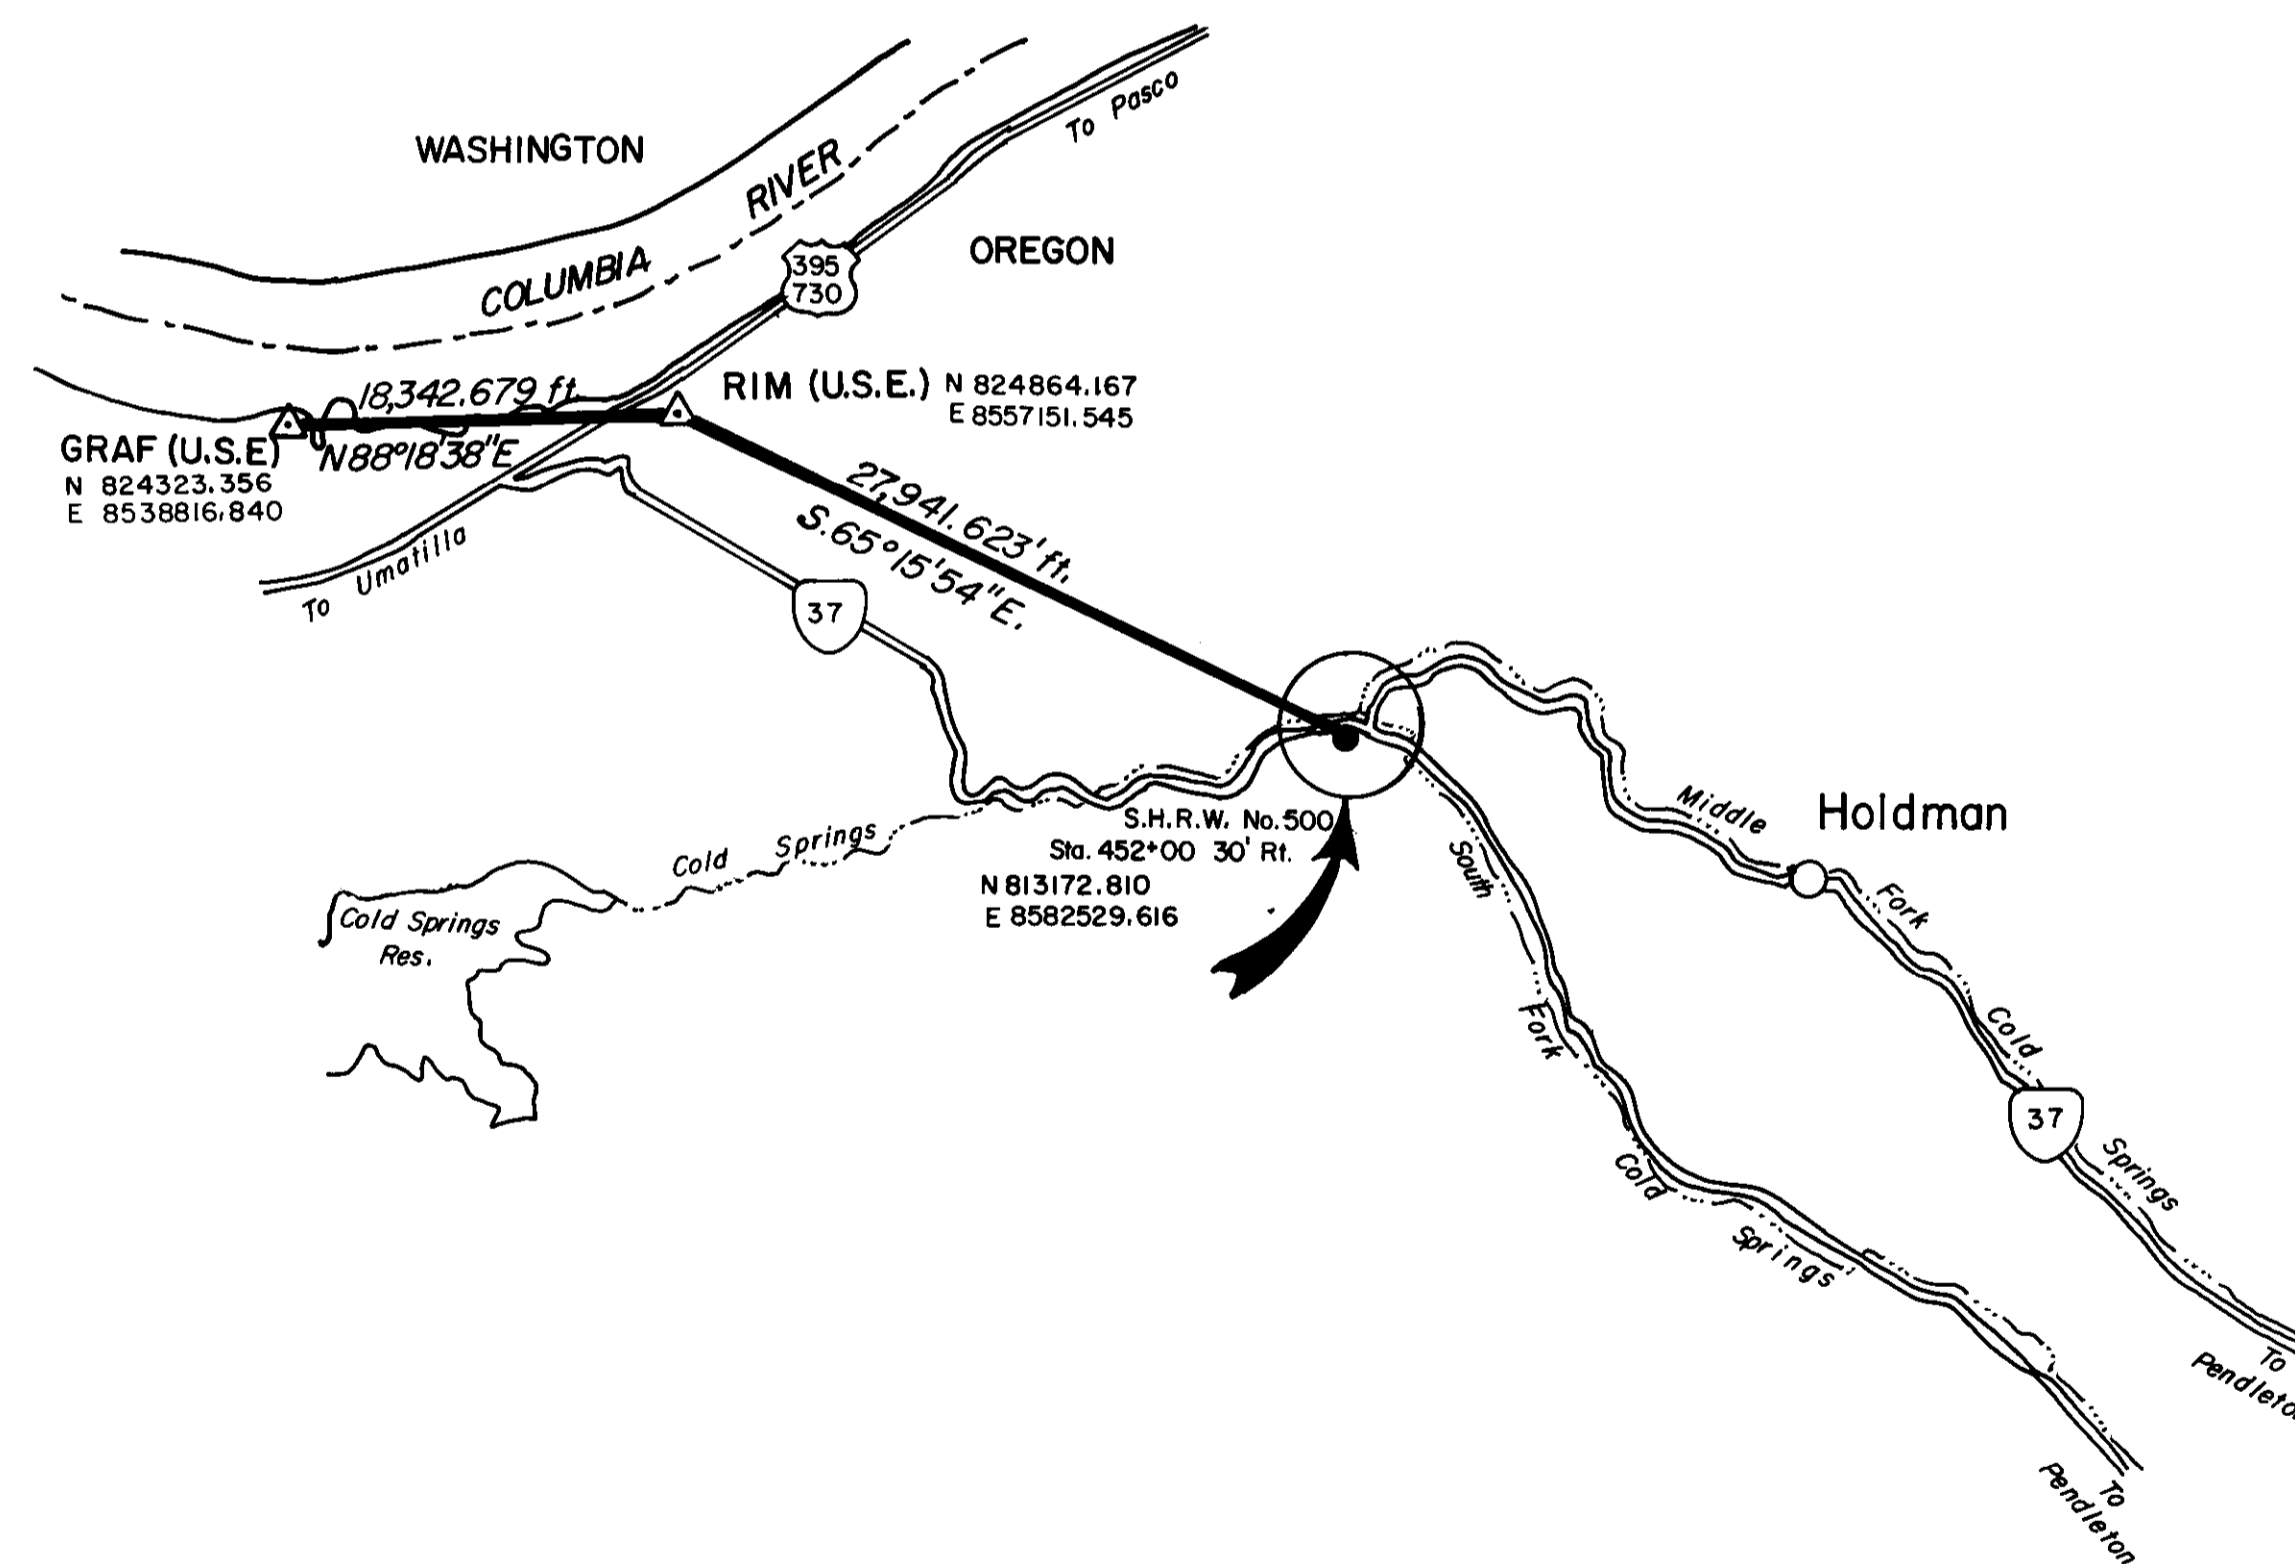 WASHINGTON
COLUMBIA RIVER
To Pasco
OREGON
395
730
18,342.679 ft.
N88°18'38"E
RIM (U.S.E.) N 824864.167
E 8557151.545
GRAF (U.S.E)
N 824323.356
E 8538816.840
To Umatilla
27,941.623' ft.
S.65°15'54"E.
37
S.H.R.W. No.500
Sta. 452+00 30' Rt.
N 813172.810
E 8582529.616
Cold Springs
Cold Springs
Res.
Holdman
Middle Fork Cold Springs
37
South Fork Cold Springs
To
Pendleto
To
Pendleton